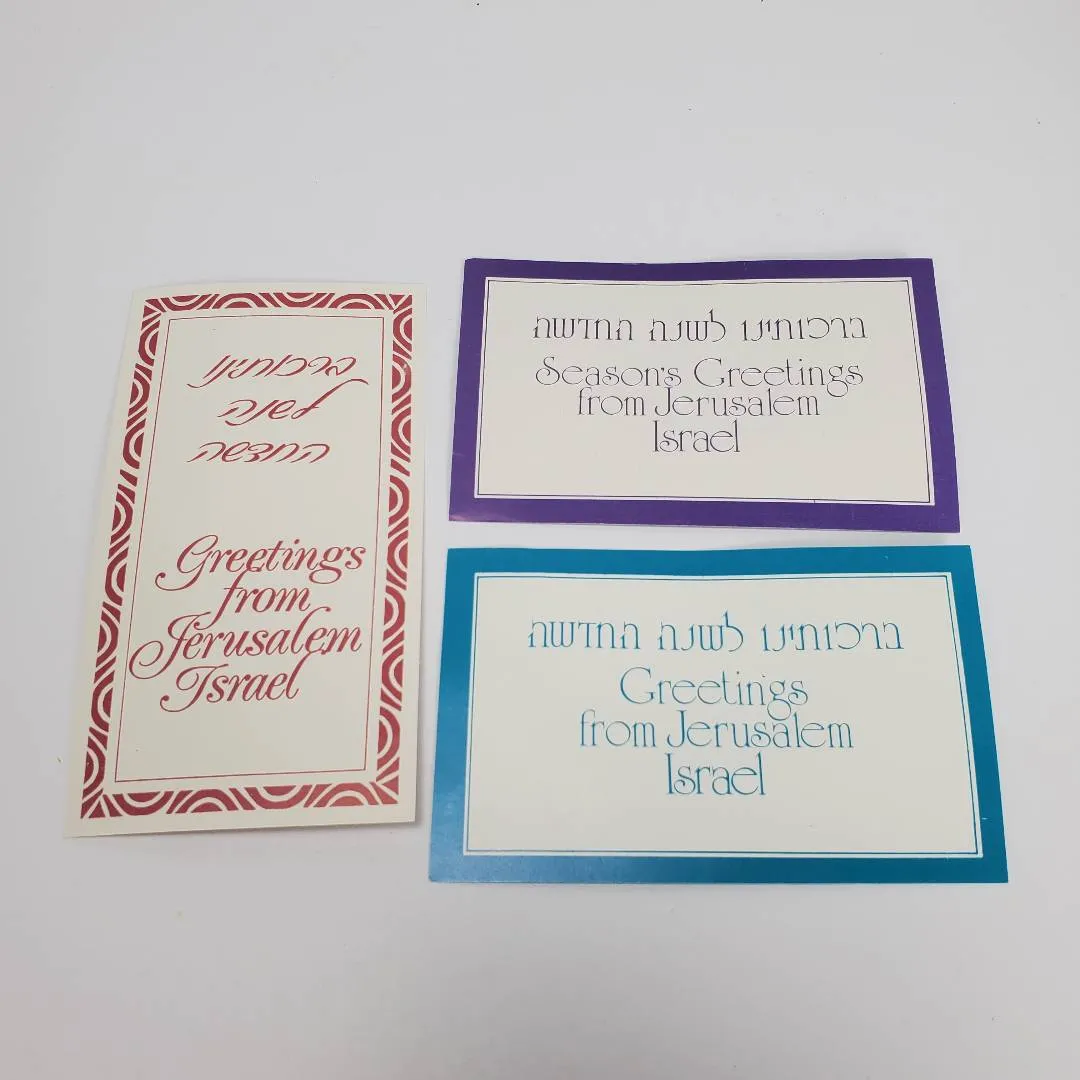 ברכותינו
לשנה
החדשה
Greetings
from
Jerusalem
Israel
ברכותינו לשנה החדשה
Season's Greetings
from Jerusalem
Israel
ברכותינו לשנה החדשה
Greetings
from Jerusalem
Israel